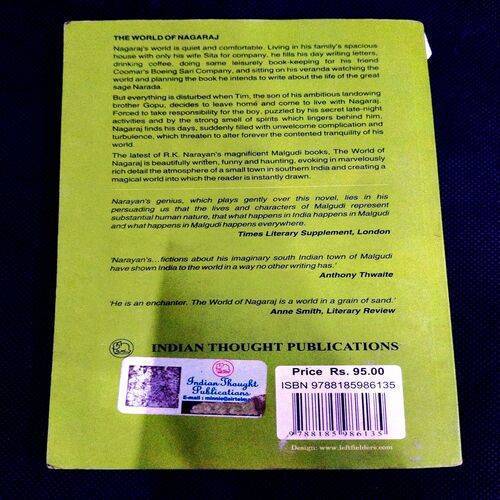 THE WORLD OF NAGARAJ
Nagaraj's world is quiet and comfortable. Living in his family's spacious
house with only his wife Sita for company, he fills his day writing letters,
drinking coffee, doing some leisurely book-keeping for his friend
Coomar's Boeing Sari Company, and sitting on his veranda watching the
world and planning the book he intends to write about the life of the great
sage Narada.
But everything is disturbed when Tim, the son of his ambitious landowning
brother Gopu, decides to leave home and come to live with Nagaraj.
Forced to take responsibility for the boy, puzzled by his secret late-night
activities and by the strong smell of spirits which lingers behind him,
Nagaraj finds his days, suddenly filled with unwelcome complication and
turbulence, which threaten to alter forever the contented tranquility of his
world.
The latest of R.K. Narayan's magnificent Malgudi books, The World of
Nagaraj is beautifully written, funny and haunting, evoking in marvelously
rich detail the atmosphere of a small town in southern India and creating a
magical world into which the reader is instantly drawn.
Narayan's genius, which plays gently over this novel, lies in his
persuading us that the lives and characters of Malgudi represent
substantial human nature, that what happens in India happens in Malgudi
and what happens in Malgudi happens everywhere.
Times Literary Supplement, London
'Narayan's...fictions about his imaginary south Indian town of Malgudi
have shown India to the world in a way no other writing has.'
Anthony Thwaite
'He is an enchanter. The World of Nagaraj is a world in a grain of sand.'
Anne Smith, Literary Review
INDIAN THOUGHT PUBLICATIONS
Indian Thought
Publications
Price Rs. 95.00
ISBN 9788185986135
9 788185 986135
Design: www.leftfielders.com